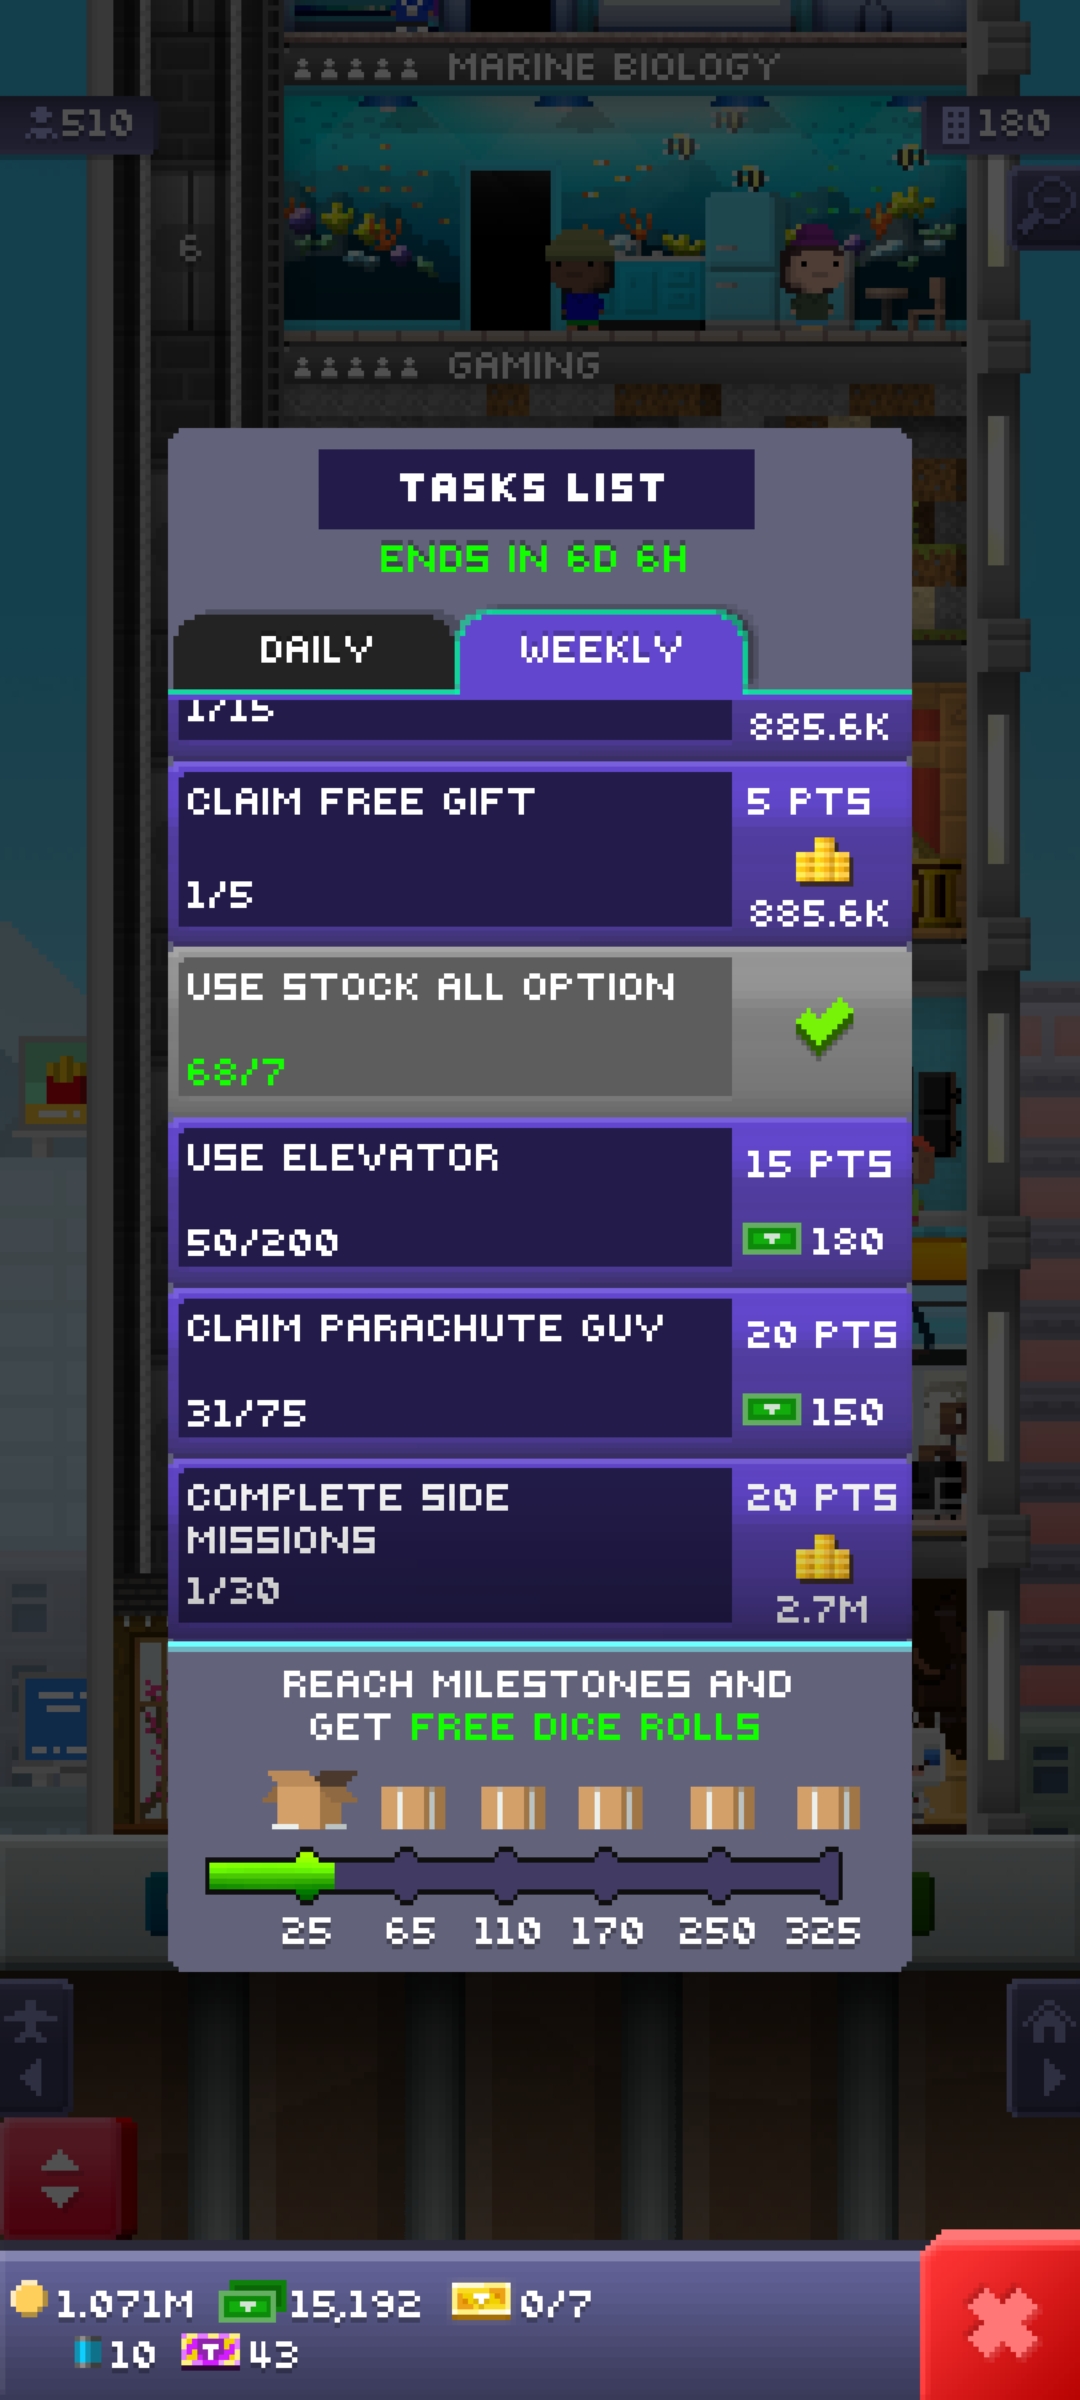 MARINE BIOLOGY
510
180
6
GAMING
TASKS LIST
ENDS IN 6D 6H
DAILY
WEEKLY
1/15
885.6K
CLAIM FREE GIFT
5 PTS
1/5
885.6K
USE STOCK ALL OPTION
68/7
USE ELEVATOR
15 PTS
50/200
180
CLAIM PARACHUTE GUY
20 PTS
31/75
150
COMPLETE SIDE
MISSIONS
20 PTS
1/30
2.7M
REACH MILESTONES AND
GET FREE DICE ROLLS
25 65 110 170 250 325
1.071M 15,192 0/7
10 43